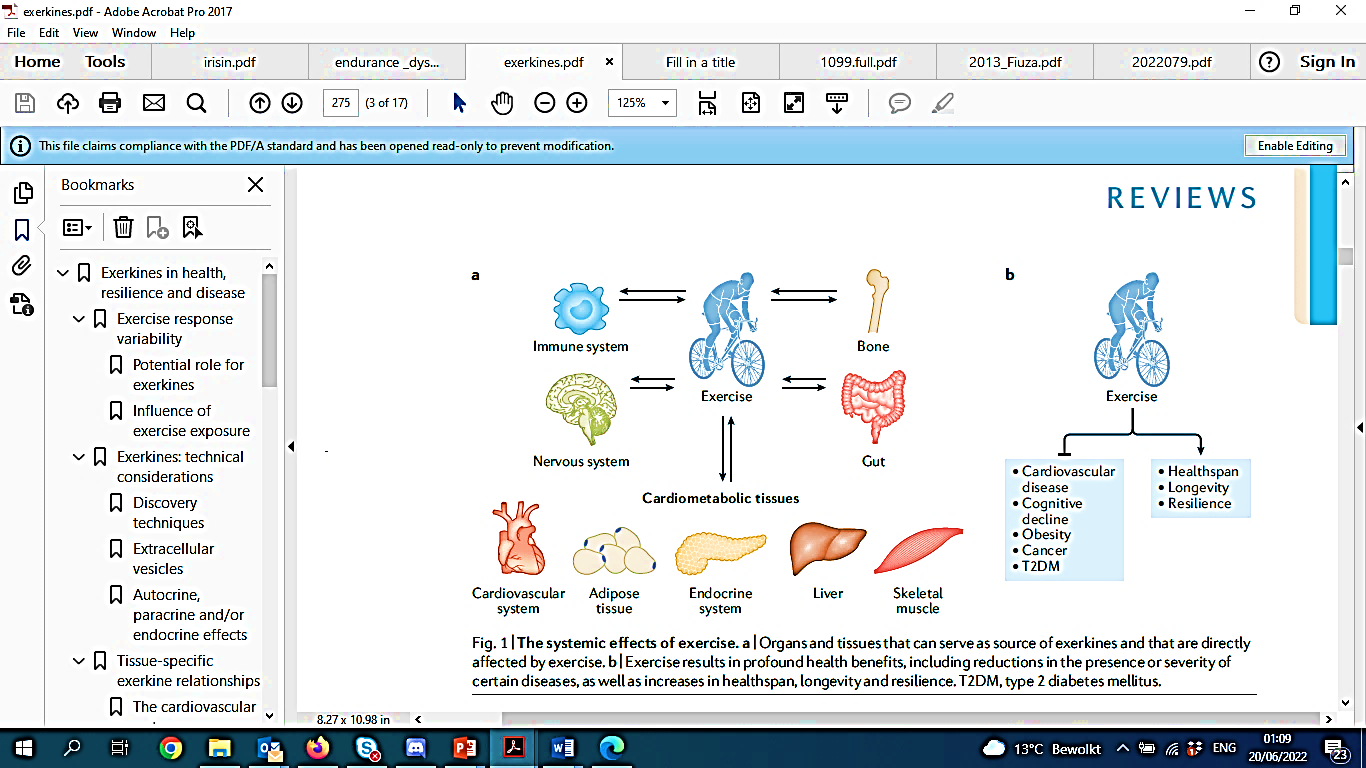 exerkines.pdf - Adobe Acrobat Pro 2017
File Edit View Window Help
Home Tools irisin.pdf endurance _dys... exerkines.pdf × Fill in a title 1099.full.pdf 2013_Fiuza.pdf 2022079.pdf ? Sign In
275 (3 of 17) 125%
This file claims compliance with the PDF/A standard and has been opened read-only to prevent modification. Enable Editing
Bookmarks
Exerkines in health,
resilience and disease
Exercise response
variability
Potential role for
exerkines
Influence of
exercise exposure
Exerkines: technical
considerations
Discovery
techniques
Extracellular
vesicles
Autocrine,
paracrine and/or
endocrine effects
Tissue-specific
exerkine relationships
The cardiovascular
REVIEWS
a
Immune system
Bone
Exercise
Nervous system
Gut
Cardiometabolic tissues
Cardiovascular
system
Adipose
tissue
Endocrine
system
Liver
Skeletal
muscle
b
Exercise
• Cardiovascular
disease
• Cognitive
decline
• Obesity
• Cancer
• T2DM
• Healthspan
• Longevity
• Resilience
Fig. 1 | The systemic effects of exercise. a | Organs and tissues that can serve as source of exerkines and that are directly
affected by exercise. b | Exercise results in profound health benefits, including reductions in the presence or severity of
certain diseases, as well as increases in healthspan, longevity and resilience. T2DM, type 2 diabetes mellitus.
8.27 x 10.98 in
13°C Bewolkt ENG 01:09
20/06/2022 23